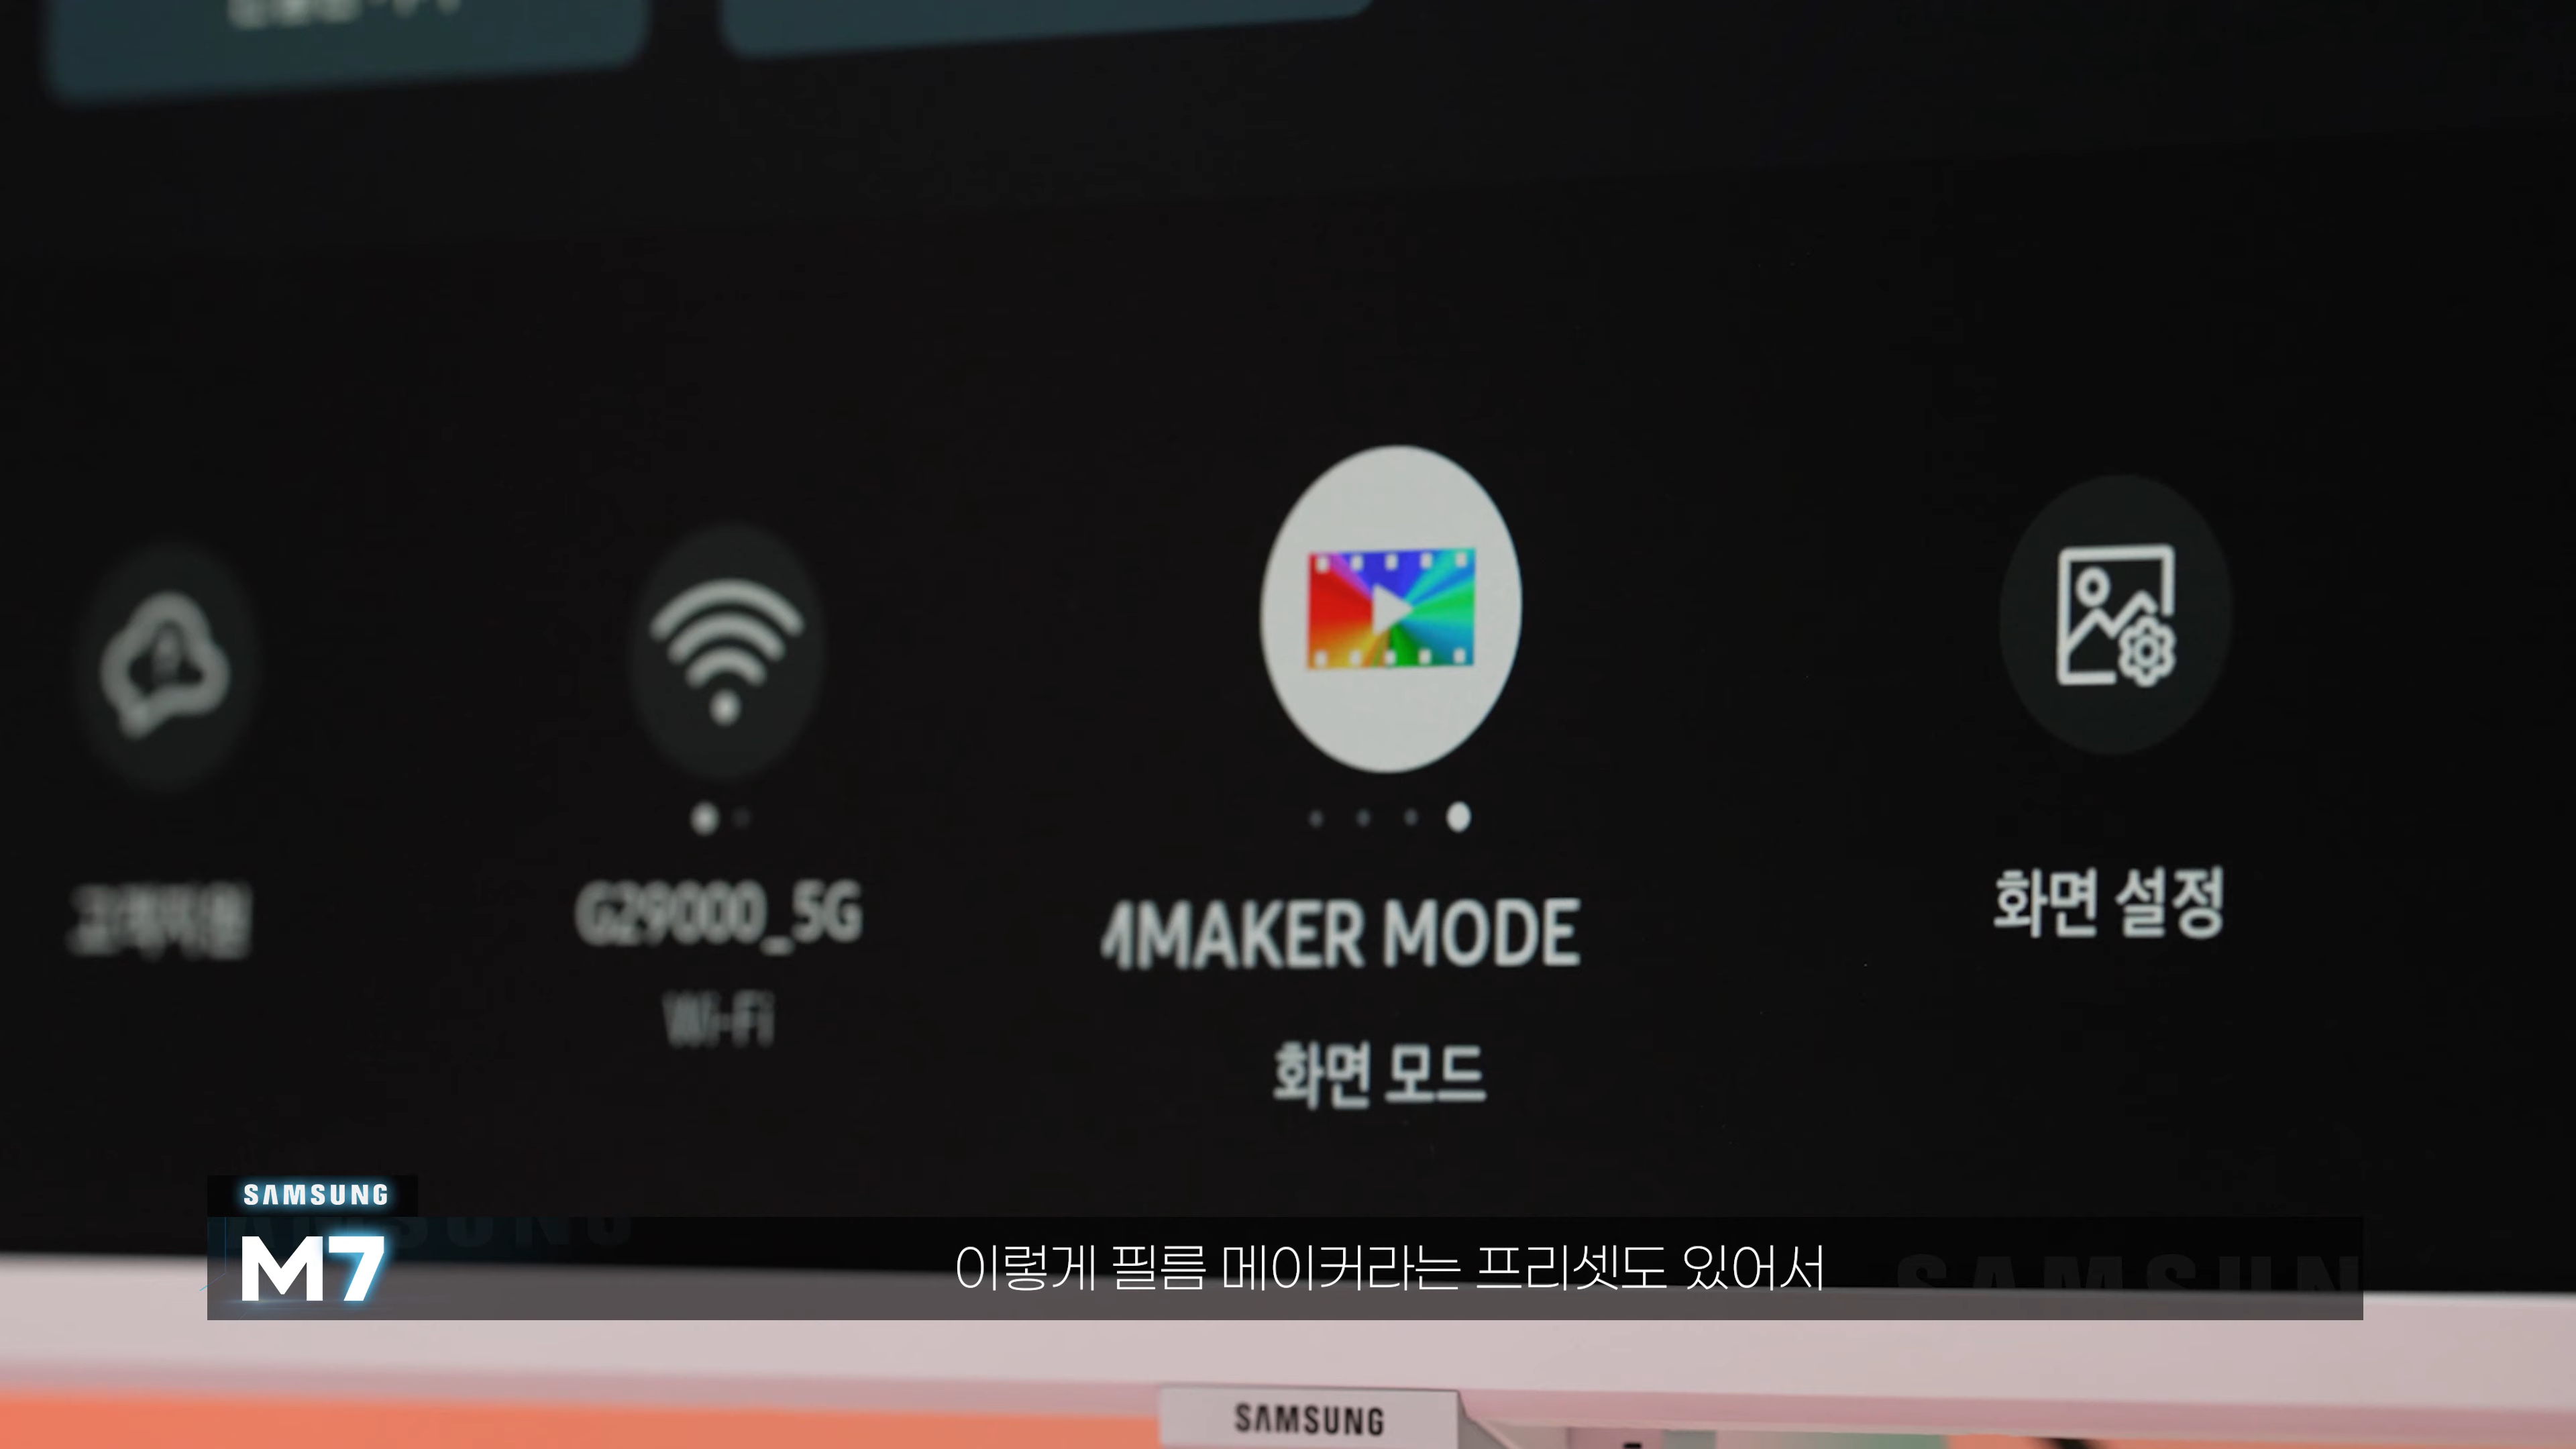 G29000_5G
Wi-Fi
MAKER MODE
화면 모드
화면 설정
SAMSUNG
M7
이렇게 필름 메이커라는 프리셋도 있어서
SAMSUNG